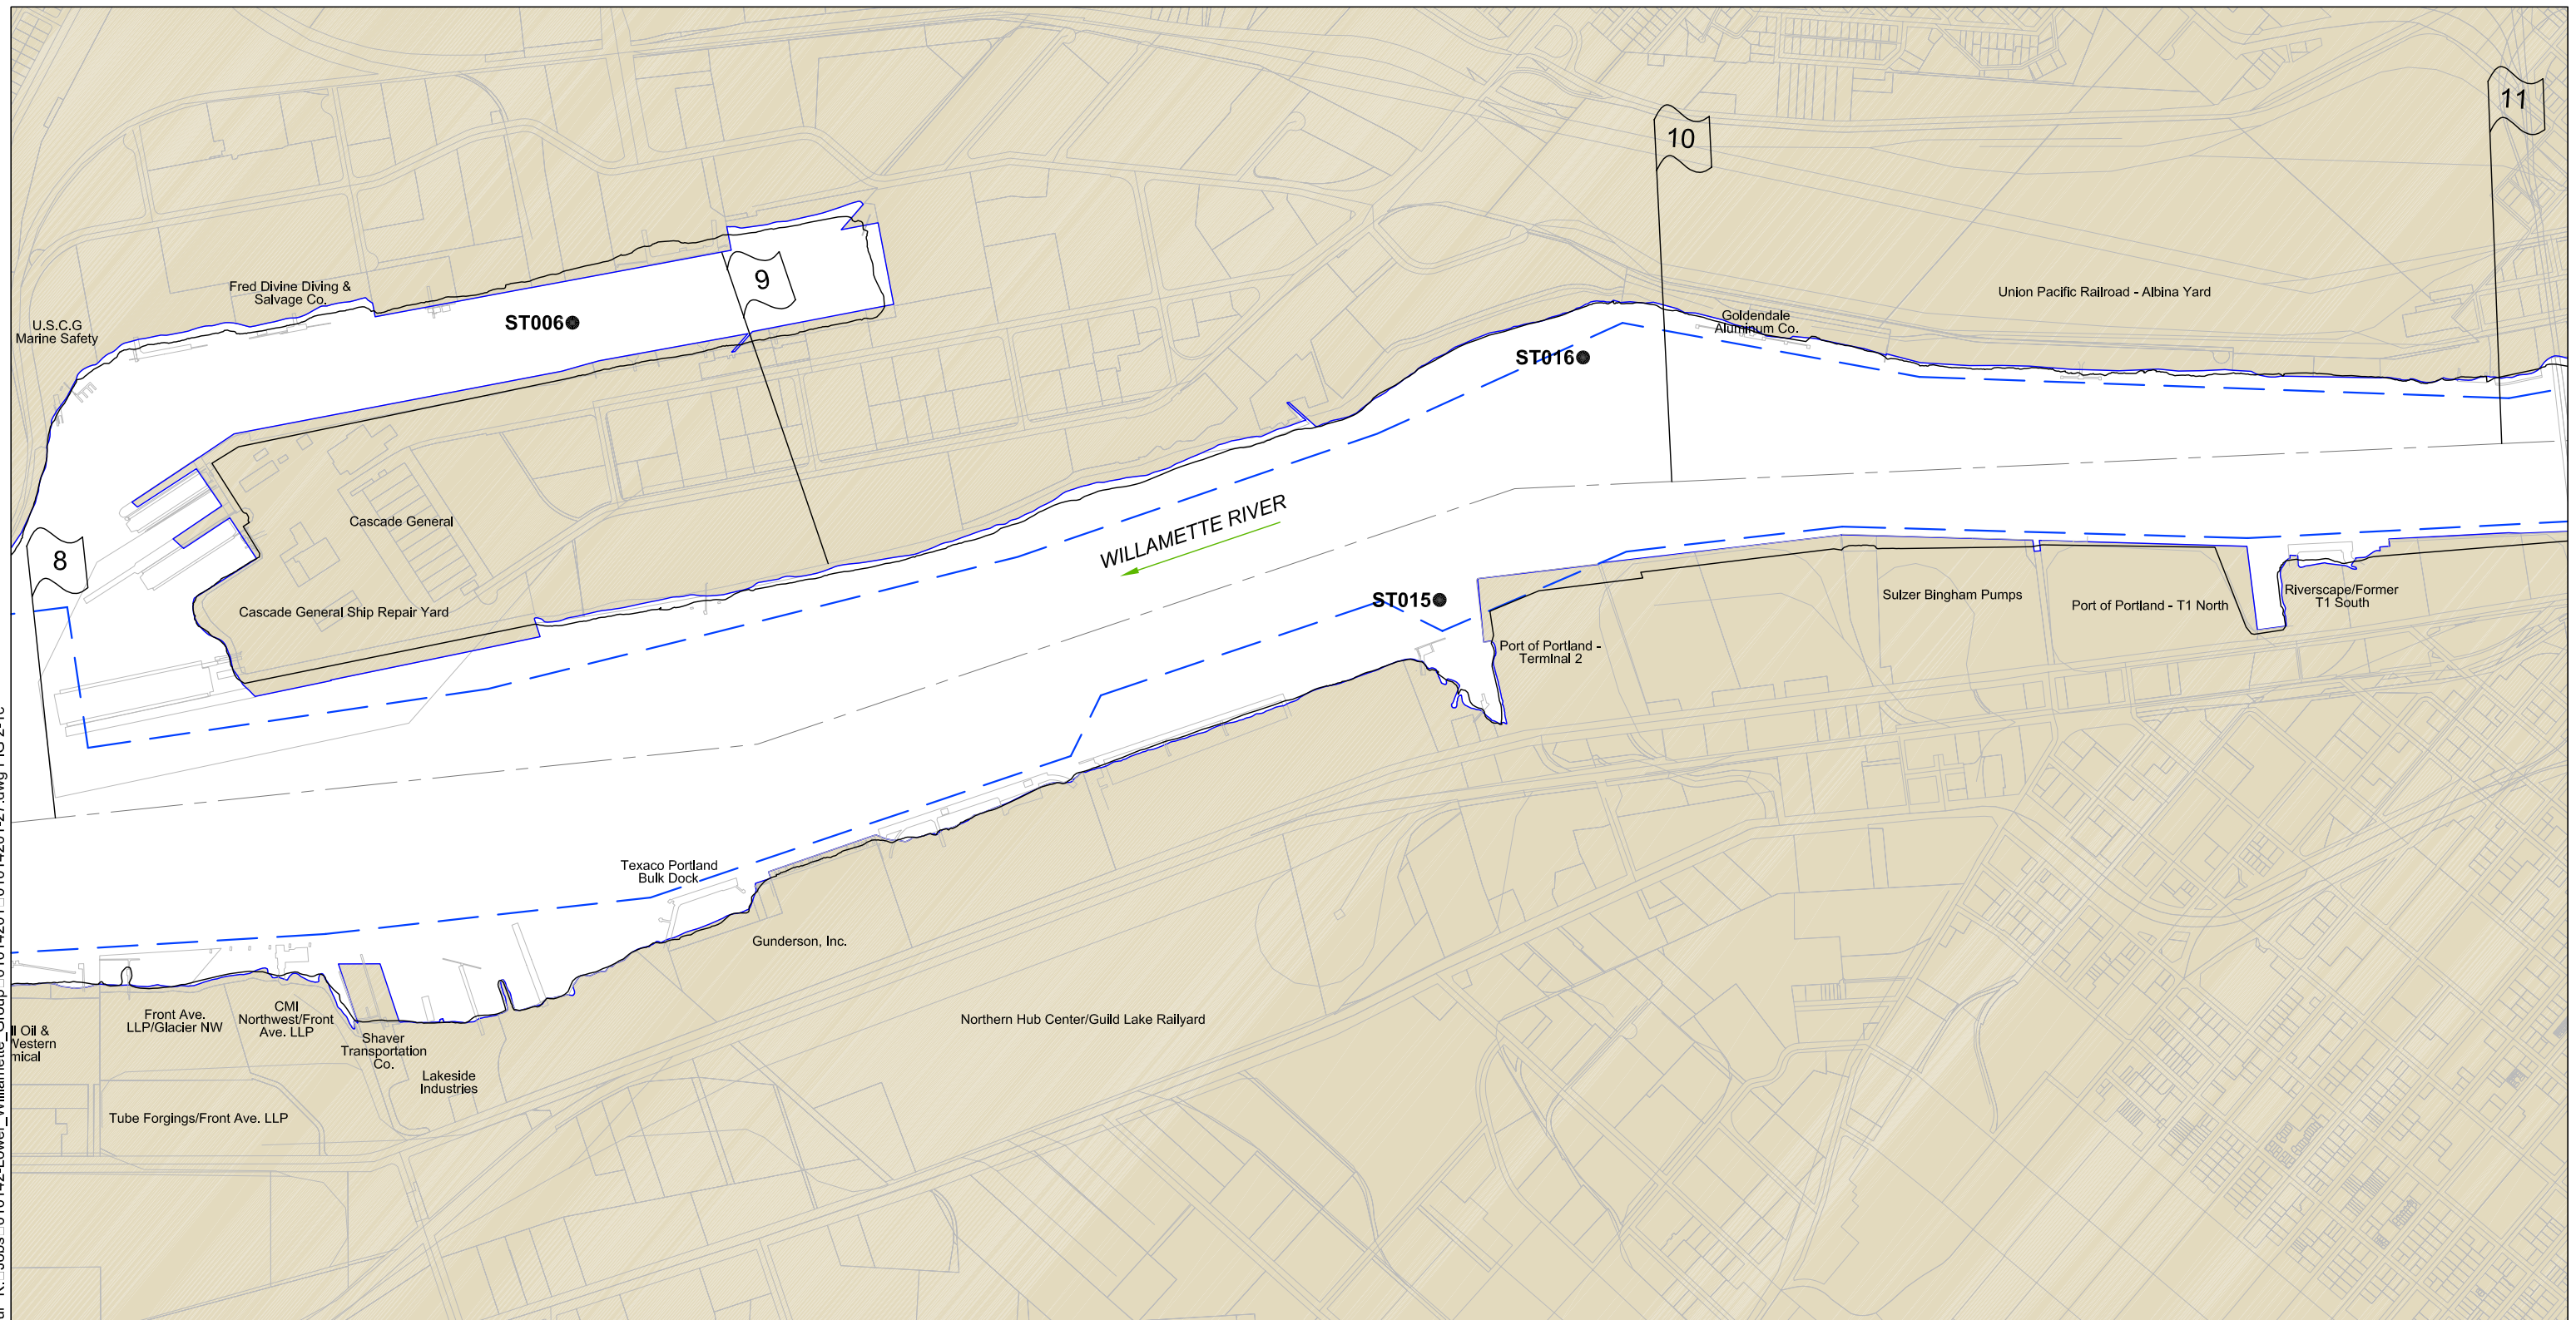 11
10
9
Fred Divine Diving &
Salvage Co.
Union Pacific Railroad - Albina Yard
U.S.C.G
Marine Safety
ST006
Goldendale
Aluminum Co.
ST016
Cascade General
WILLAMETTE RIVER
8
Cascade General Ship Repair Yard
ST015
Sulzer Bingham Pumps
Port of Portland - T1 North
Riverscape/Former
T1 South
Port of Portland -
Terminal 2
Texaco Portland
Bulk Dock
Gunderson, Inc.
Front Ave.
LLP/Glacier NW
CMI
Northwest/Front
Ave. LLP
Oil &
Western
mical
Shaver
Transportation
Co.
Northern Hub Center/Guild Lake Railyard
Lakeside
Industries
Tube Forgings/Front Ave. LLP